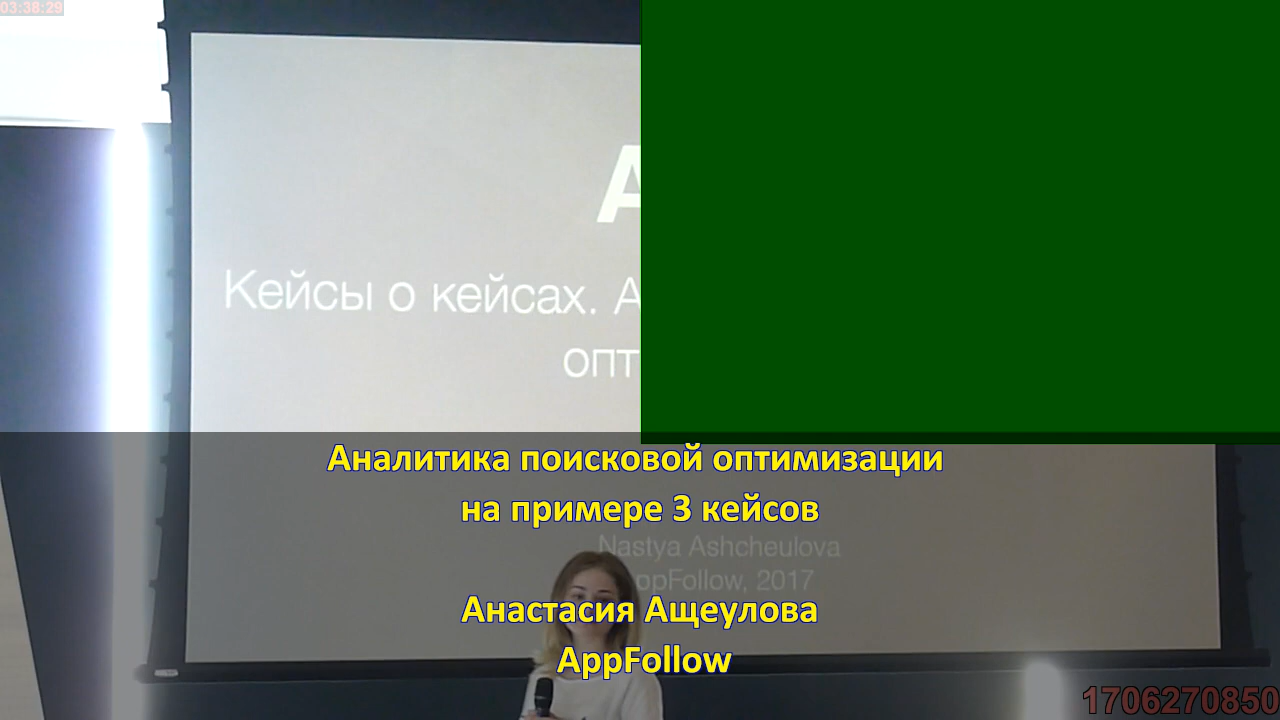 03:38:29
Кейсы о кейсах.
Аналитика поисковой оптимизации
на примере 3 кейсов
Nastya Ashcheulova
AppFollow, 2017
Анастасия Ащеулова
AppFollow
1706270850